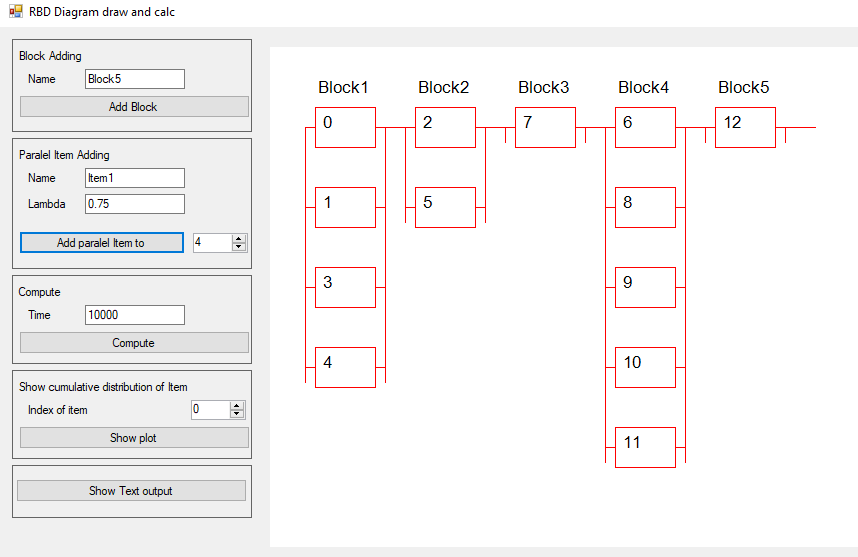 RBD Diagram draw and calc
Block Adding
Name Block5
Add Block
Paralel Item Adding
Name Item1
Lambda 0.75
Add paralel Item to 4
Compute
Time 10000
Compute
Show cumulative distribution of Item
Index of item 0
Show plot
Show Text output
Block1 Block2 Block3 Block4 Block5
0 2 7 6 12
1 5 8
3 9
4 10
11